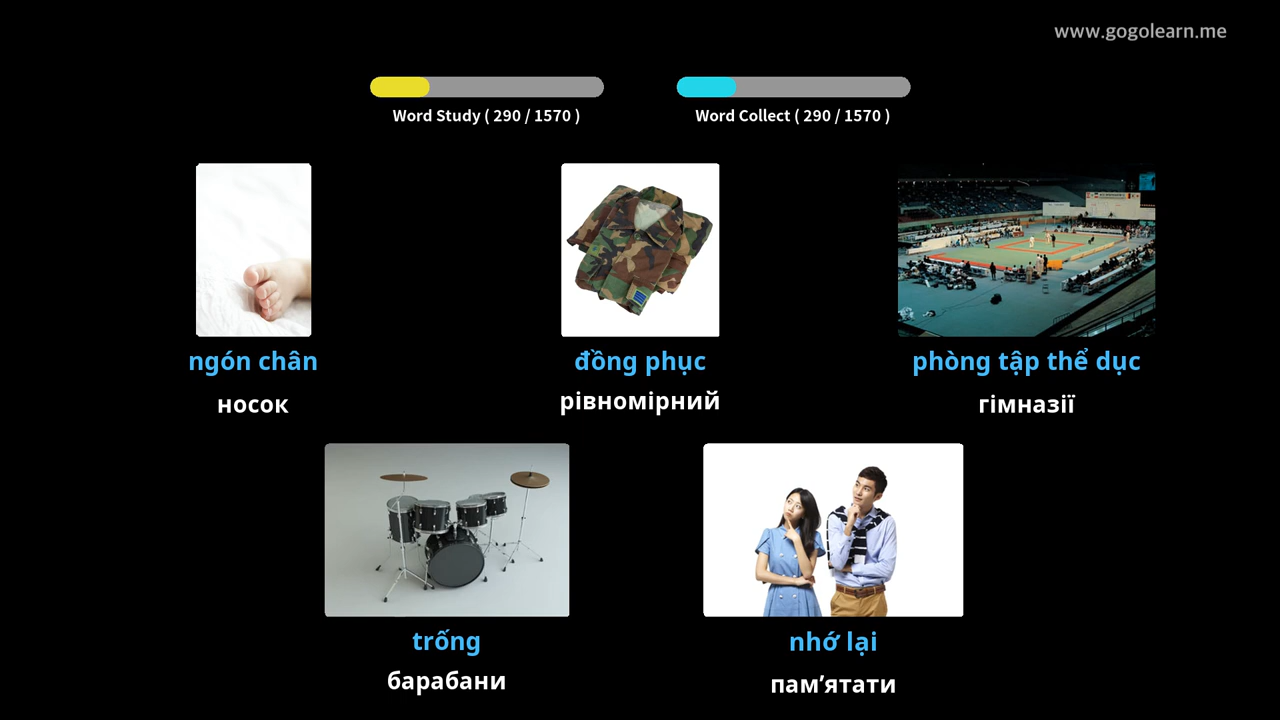 www.gogolearn.me
Word Study ( 290 / 1570 )
Word Collect ( 290 / 1570 )
ngón chân
носок
đồng phục
рівномірний
phòng tập thể dục
гімназії
trống
барабани
nhớ lại
пам’ятати